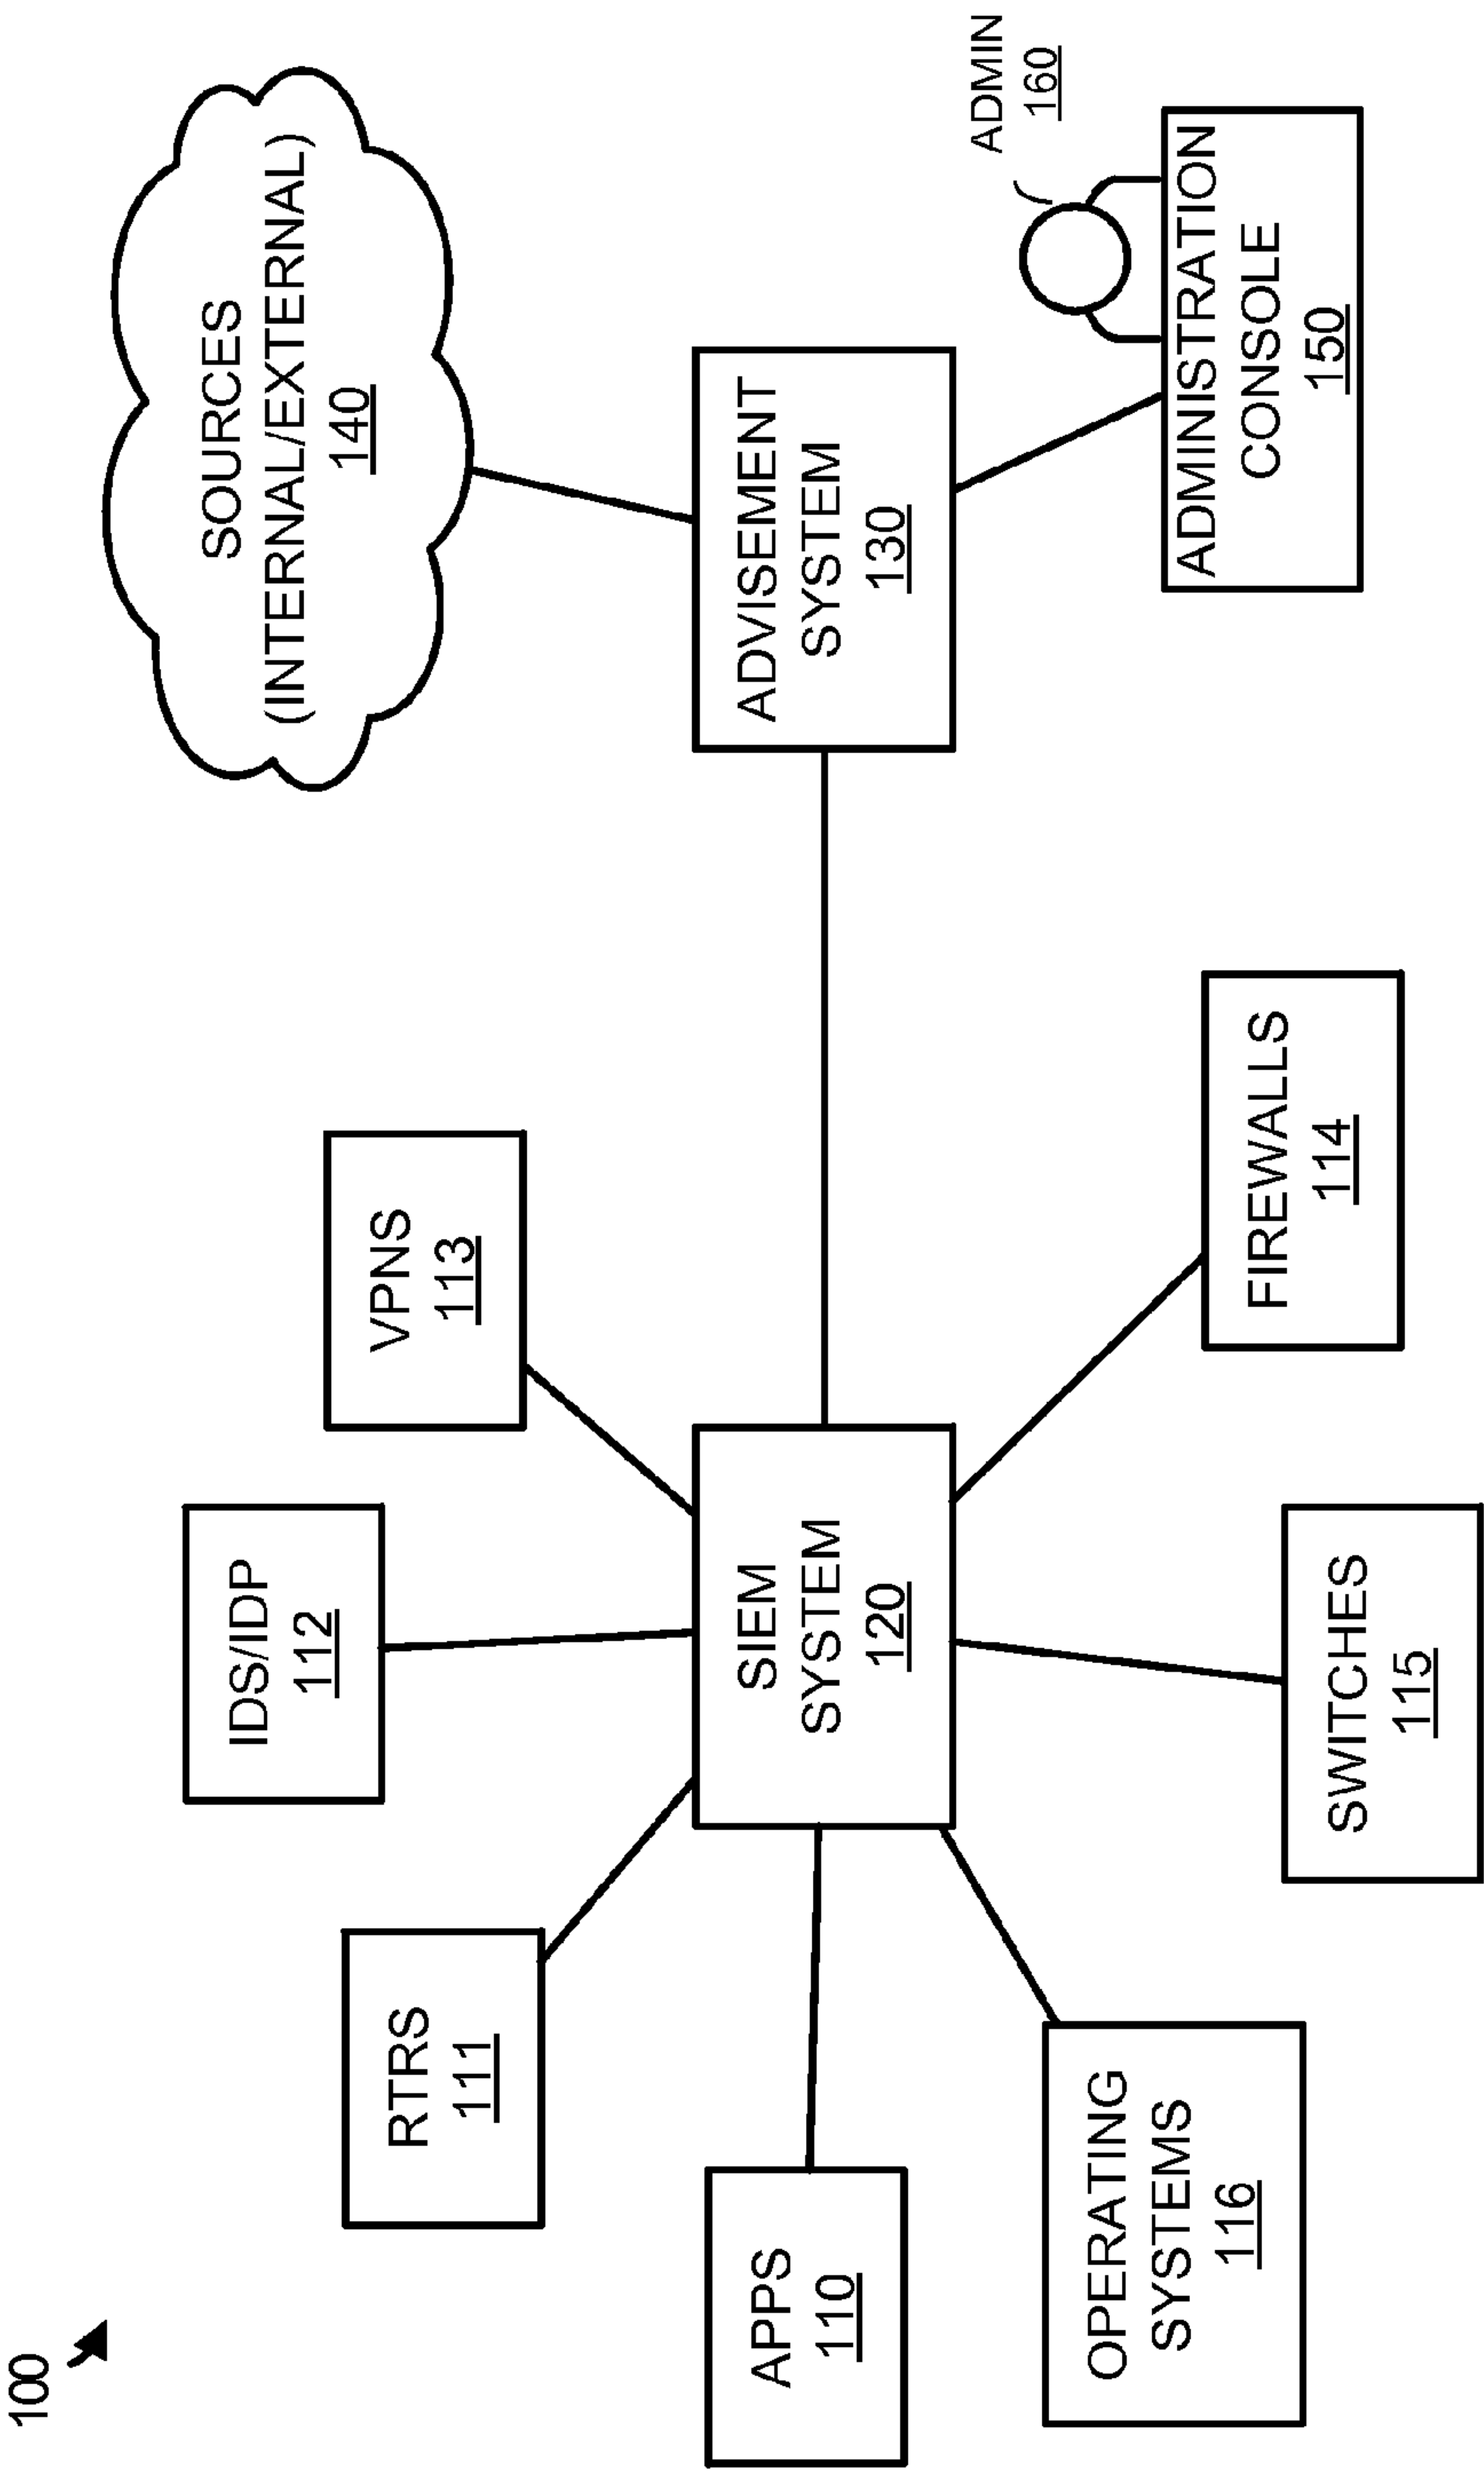 100
RTRS
111
IDS/IDP
112
VPNS
113
SOURCES
(INTERNAL/EXTERNAL)
140
APPS
110
SIEM
SYSTEM
120
ADVISEMENT
SYSTEM
130
OPERATING
SYSTEMS
116
SWITCHES
115
FIREWALLS
114
ADMIN
160
ADMINISTRATION
CONSOLE
150